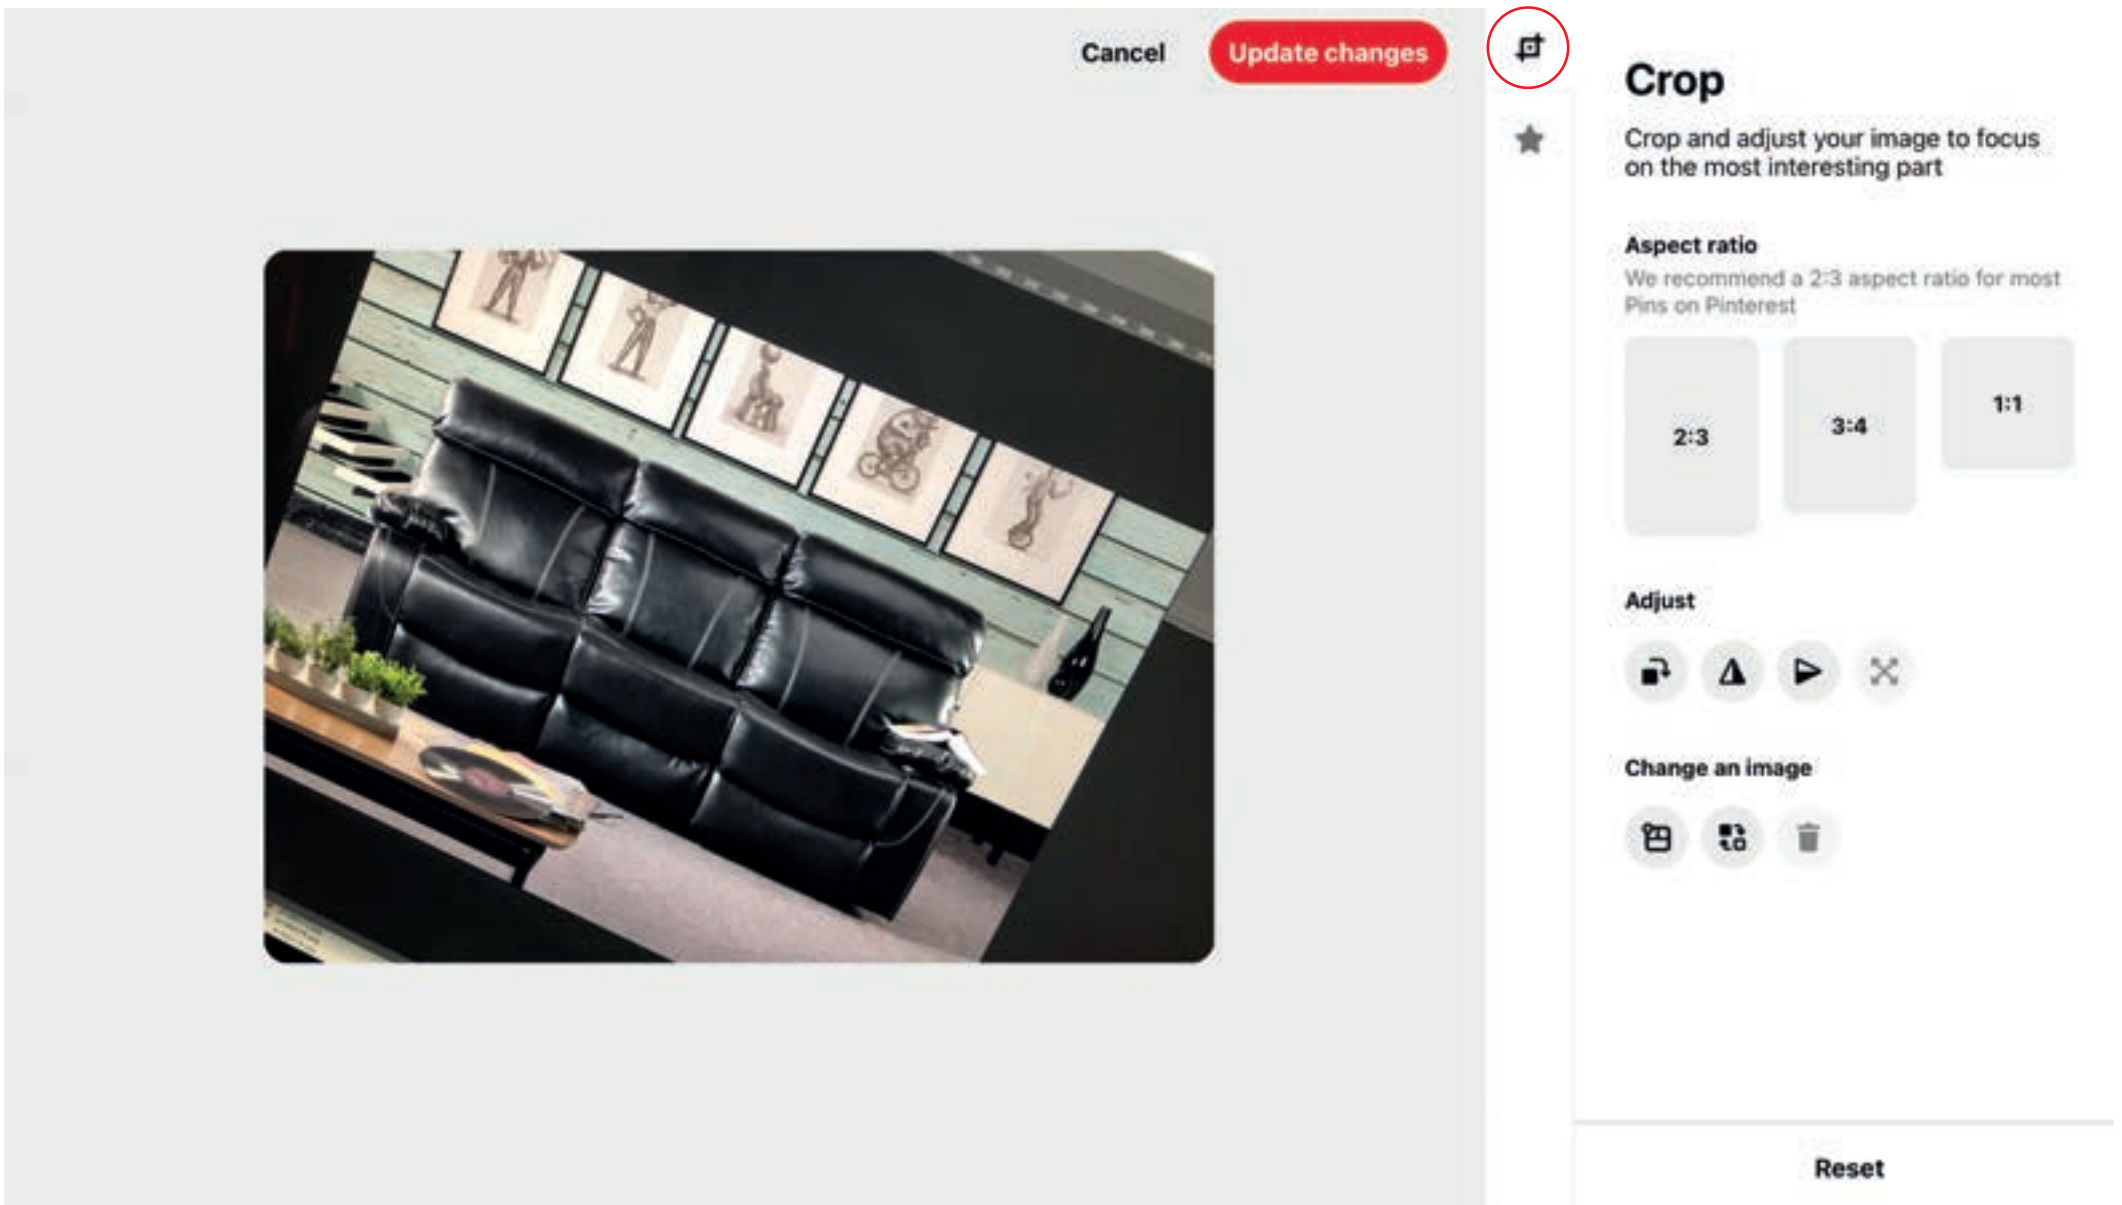 Cancel
Update changes
Crop
Crop and adjust your image to focus
on the most interesting part
Aspect ratio
We recommend a 2:3 aspect ratio for most
Pins on Pinterest
2:3
3:4
1:1
Adjust
Change an image
Reset